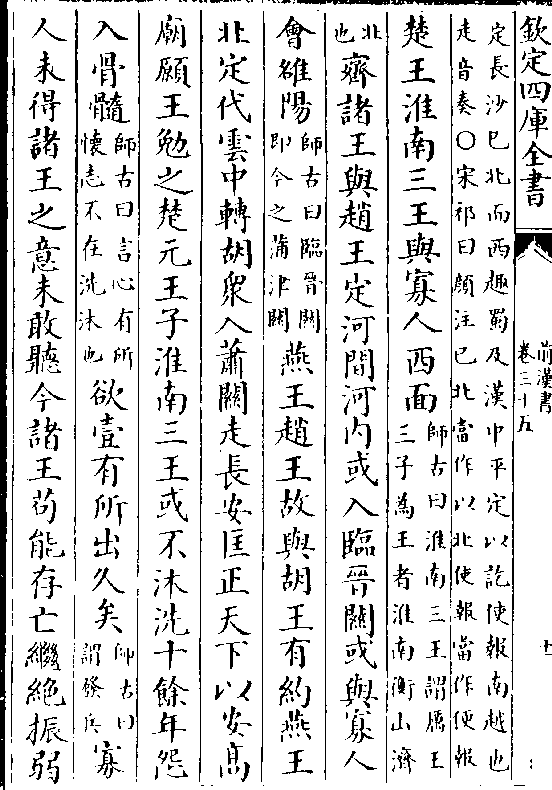 欽定四庫全書
前漢書
卷三十五
十
定長沙已北而西趣蜀及漢中平定以訖使報南越也
走音奏○宋祁曰顔注已北當作以北使報當作便報
楚王淮南三王與寡人西面
師古曰淮南三王謂厲王
三子為王者淮南衡山濟
北
也
齊諸王與趙王定河間河內或入臨晉關或與寡人
會雒陽
師古曰臨晉關
即今之蒲津關
燕王趙王故與胡王有約燕王
北定代雲中轉胡衆入蕭關走長安匡正天下以安髙
廟願王勉之楚元王子淮南三王或不沐洗十餘年怨
入骨髓
師古曰言心有所
懷志不在洗沐也
欲壹有所出久矣
師古曰
謂發兵
寡
人未得諸王之意未敢聽今諸王苟能存亡繼絶振弱